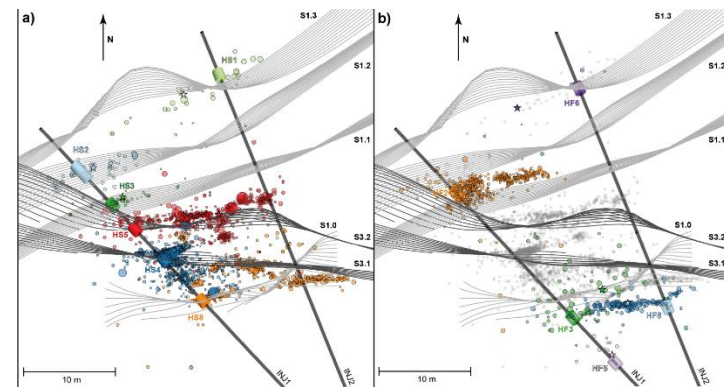 a)
N
S1.3
HS1
S1.2
HS2
S1.1
HS3
HS5
S1.0
S3.2
HS4
S3.1
HS8
10 m
INJ1
INJ2
b)
N
S1.3
S1.2
HF6
S1.1
S1.0
S3.2
S3.1
HF3
HF8
HF5
10 m
INJ1
INJ2